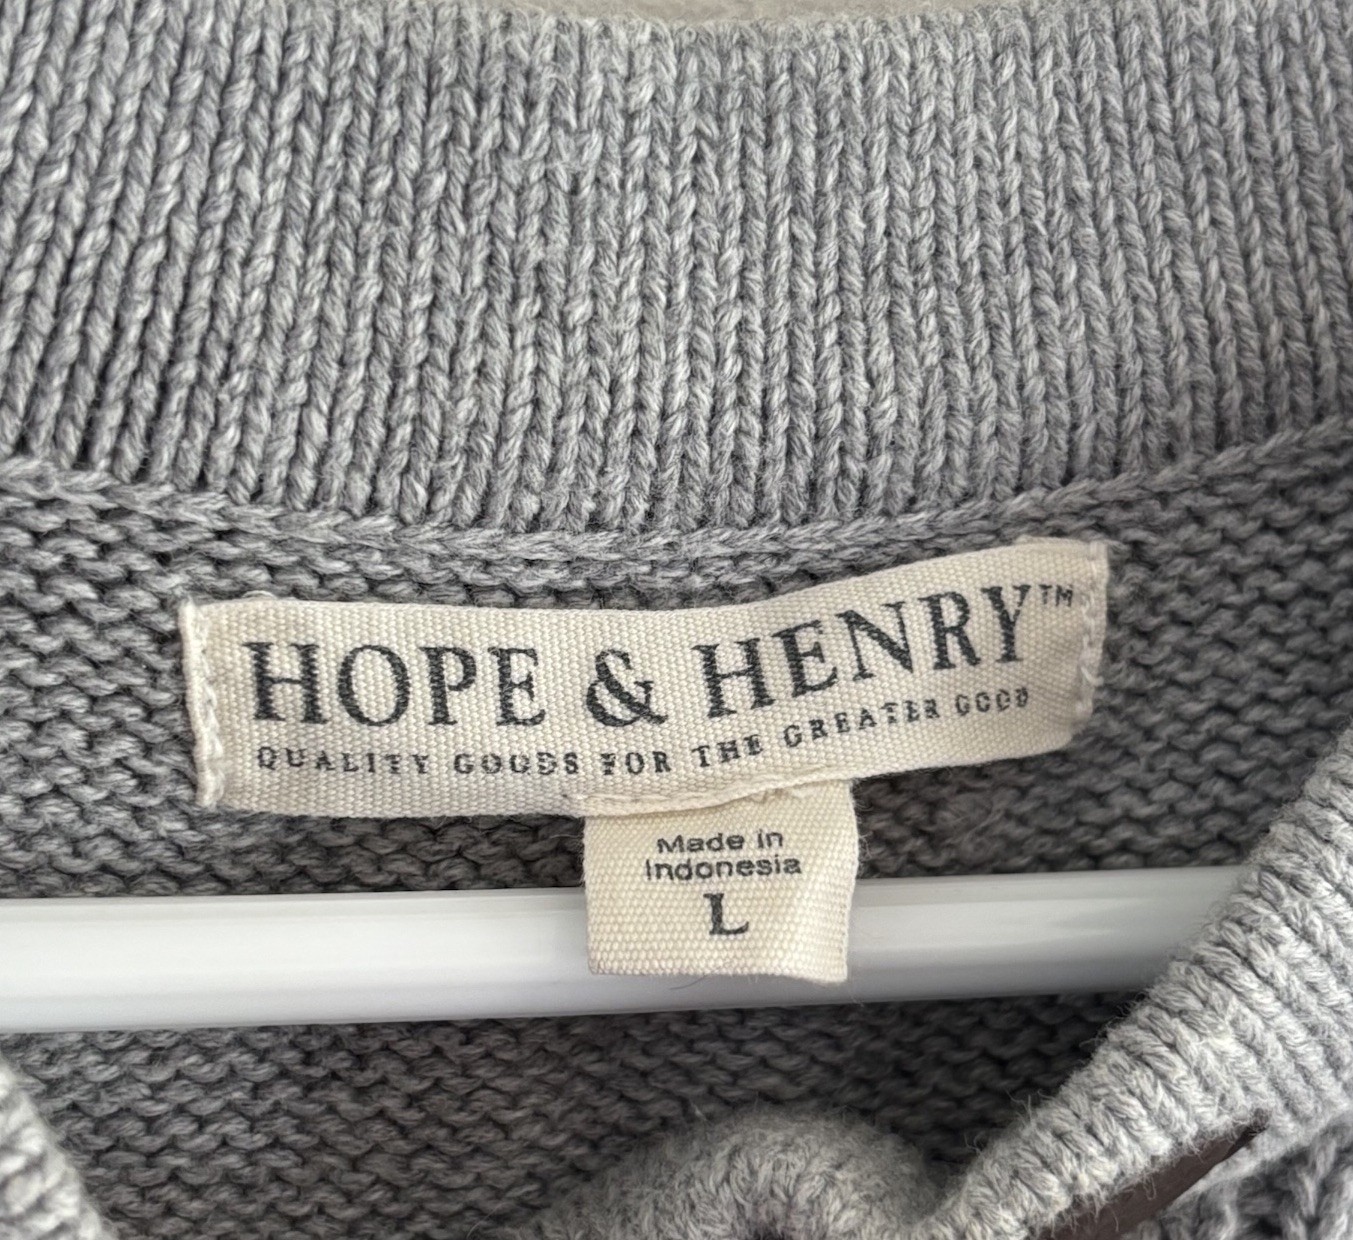 HOPE & HENRY™
QUALITY GOODS FOR THE GREATER GOOD
Made in
Indonesia
L